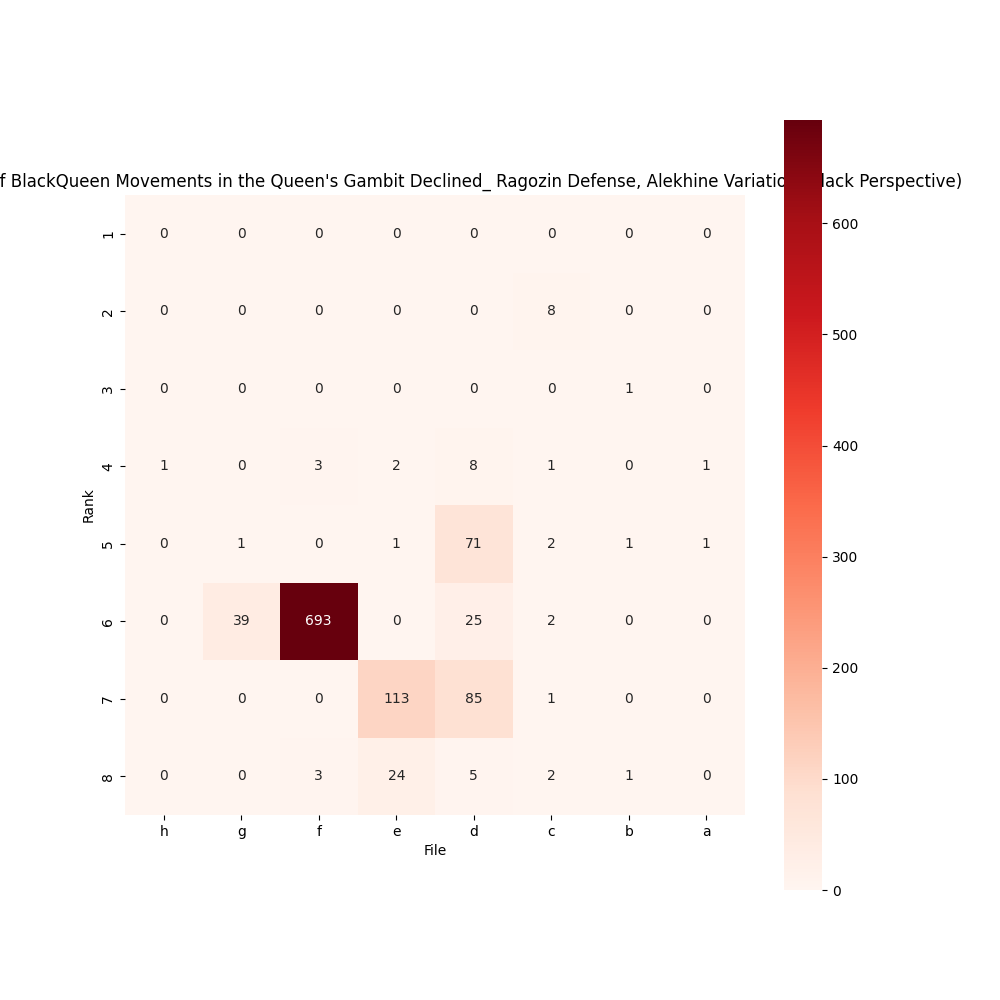 f BlackQueen Movements in the Queen's Gambit Declined_ Ragozin Defense, Alekhine Variatio lack Perspective)
1 0 0 0 0 0 0 0 0
2 0 0 0 0 0 8 0 0
3 0 0 0 0 0 0 1 0
4 1 0 3 2 8 1 0 1
5 0 1 0 1 71 2 1 1
6 0 39 693 0 25 2 0 0
7 0 0 0 113 85 1 0 0
8 0 0 3 24 5 2 1 0
h g f e d c b a
File
Rank
600
500
400
300
200
100
0